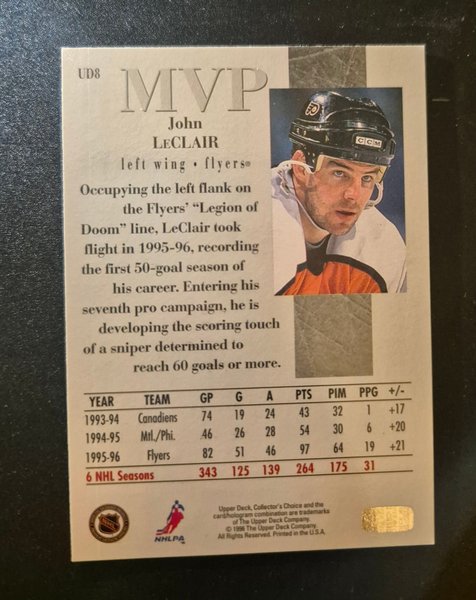 UD8
MVP
John
LeCLAIR
left wing • flyers®
CCM
Occupying the left flank on
the Flyers' "Legion of
Doom" line, LeClair took
flight in 1995-96, recording
the first 50-goal season of
his career. Entering his
seventh pro campaign, he is
developing the scoring touch
of a sniper determined to
reach 60 goals or more.
YEAR TEAM GP G A PTS PIM PPG +/-
1993-94 Canadiens 74 19 24 43 32 1 +17
1994-95 Mtl./Phi. 46 26 28 54 30 6 +20
1995-96 Flyers 82 51 46 97 64 19 +21
6 NHL Seasons 343 125 139 264 175 31
NHLPA
Upper Deck, Collector's Choice and the
card/hologram combination are trademarks
of The Upper Deck Company.
© 1996 The Upper Deck Company.
All Rights Reserved. Printed in the U.S.A.